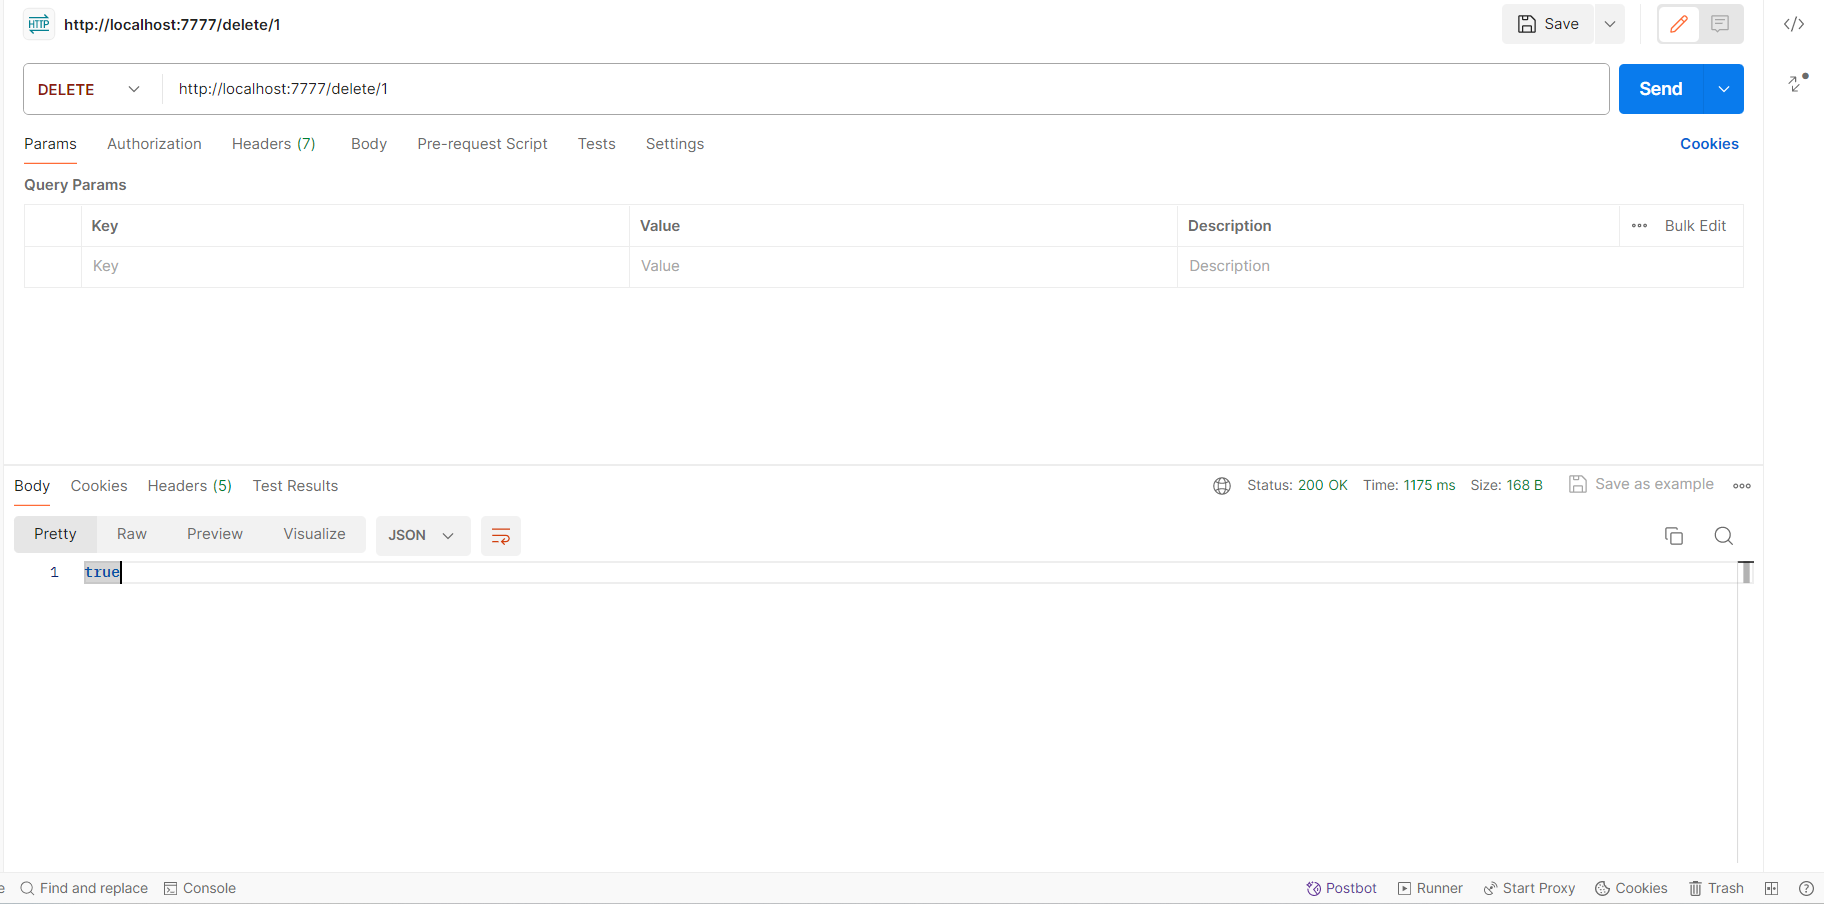 HTTP http://localhost:7777/delete/1 Save
DELETE http://localhost:7777/delete/1 Send
Params Authorization Headers (7) Body Pre-request Script Tests Settings Cookies
Query Params
Key Value Description Bulk Edit
Key Value Description
Body Cookies Headers (5) Test Results Status: 200 OK Time: 1175 ms Size: 168 B Save as example
Pretty Raw Preview Visualize JSON
1 true
e Find and replace Console Postbot Runner Start Proxy Cookies Trash